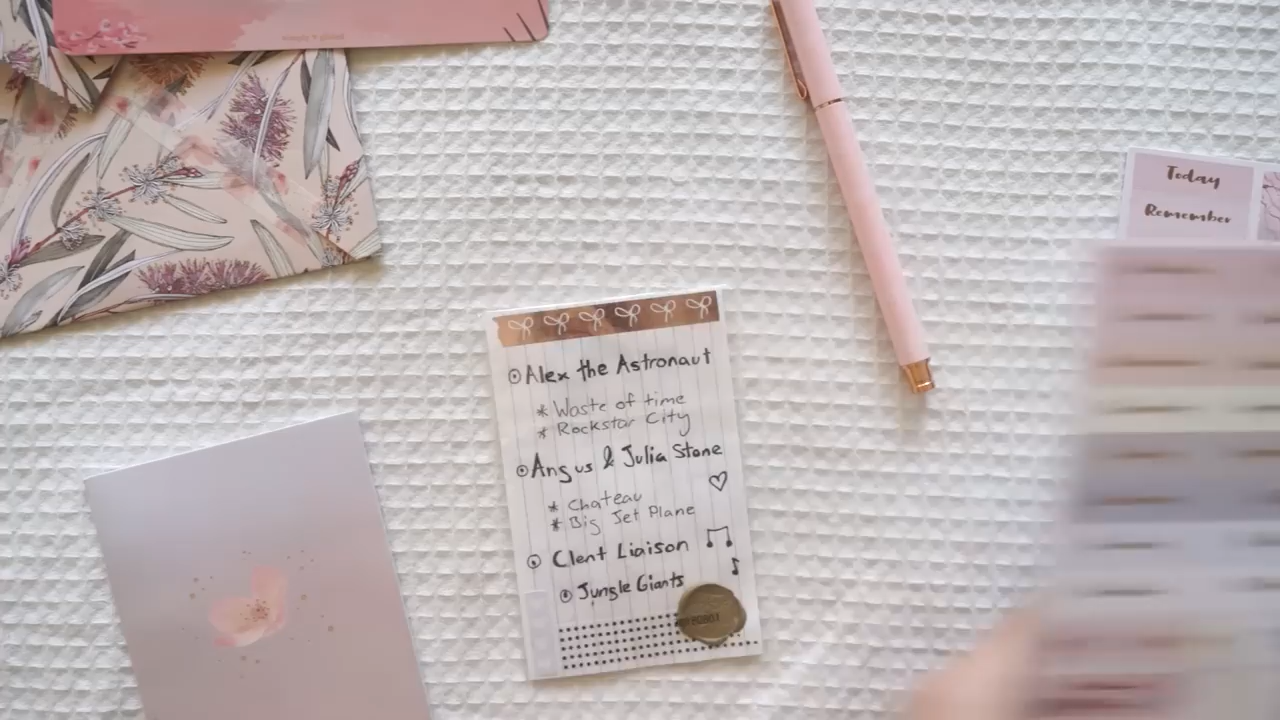 Today
Remember
Alex the Astronaut
* Waste of time
* Rockstar City
Angus & Julia Stone
* Chateau
* Big Jet Plane
Clent Liaison
Jungle Giants